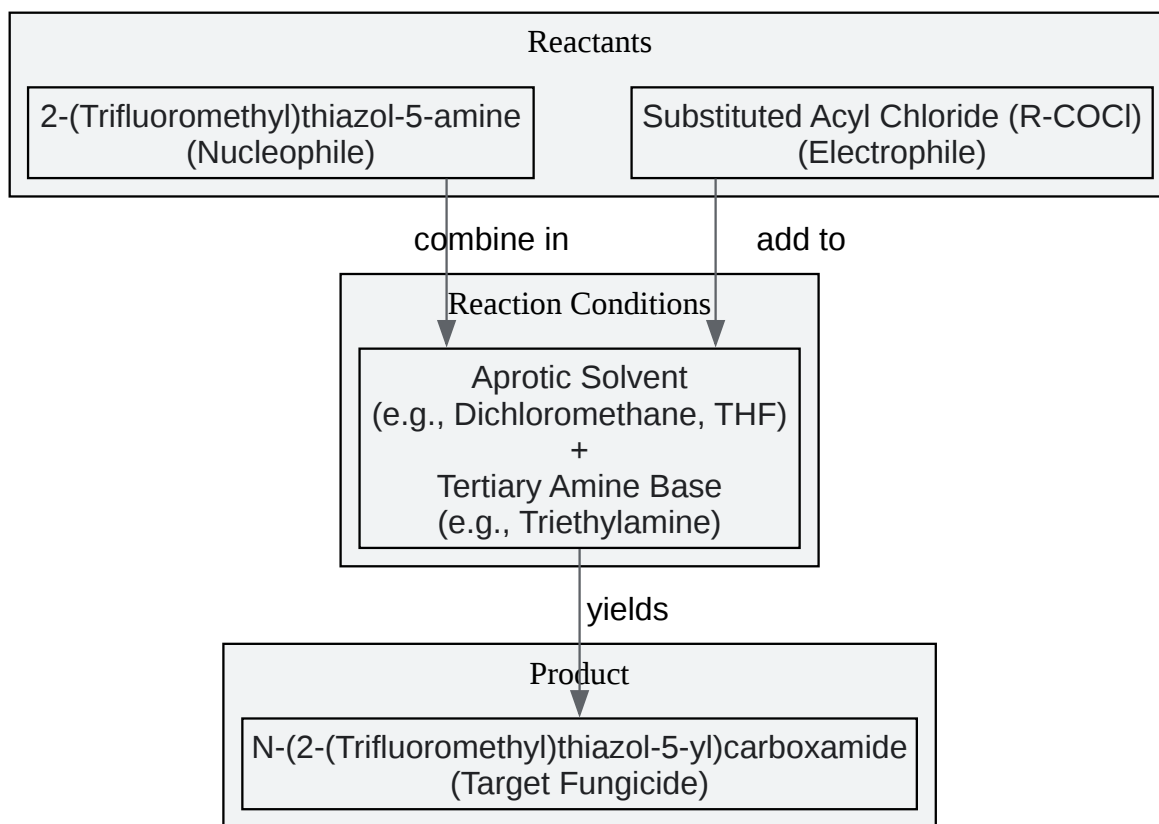 Reactants
2-(Trifluoromethyl)thiazol-5-amine
(Nucleophile)
Substituted Acyl Chloride (R-COCl)
(Electrophile)
combine in
add to
Reaction Conditions
Aprotic Solvent
(e.g., Dichloromethane, THF)
+
Tertiary Amine Base
(e.g., Triethylamine)
yields
Product
N-(2-(Trifluoromethyl)thiazol-5-yl)carboxamide
(Target Fungicide)